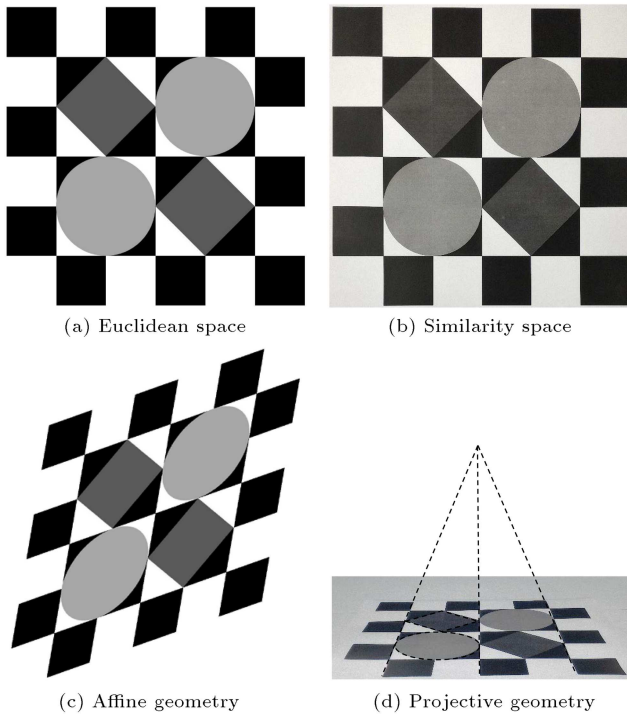 (a) Euclidean space
(b) Similarity space
(c) Affine geometry
(d) Projective geometry